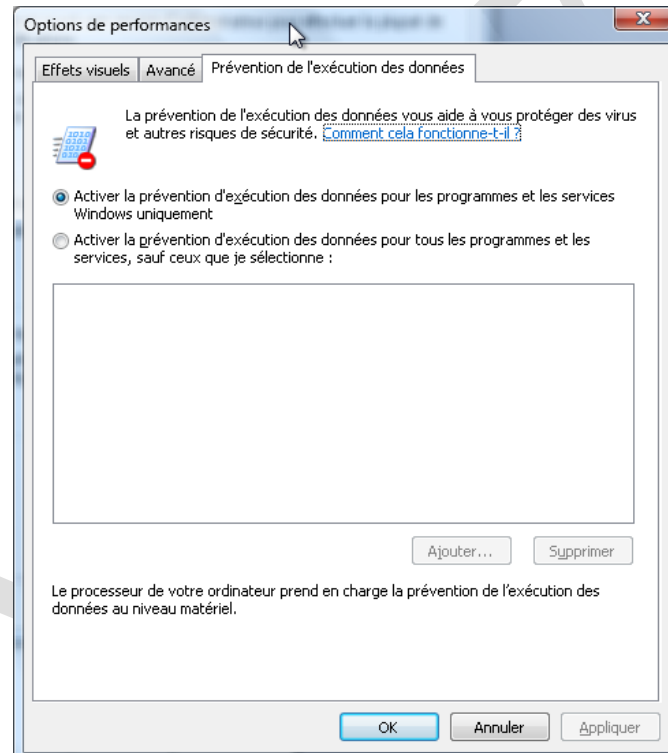 Options de performances
Effets visuels
Avancé
Prévention de l'exécution des données
La prévention de l'exécution des données vous aide à vous protéger des virus
et autres risques de sécurité. Comment cela fonctionne-t-il ?
Activer la prévention d'exécution des données pour les programmes et les services
Windows uniquement
Activer la prévention d'exécution des données pour tous les programmes et les
services, sauf ceux que je sélectionne :
Ajouter...
Supprimer
Le processeur de votre ordinateur prend en charge la prévention de l'exécution des
données au niveau matériel.
OK
Annuler
Appliquer